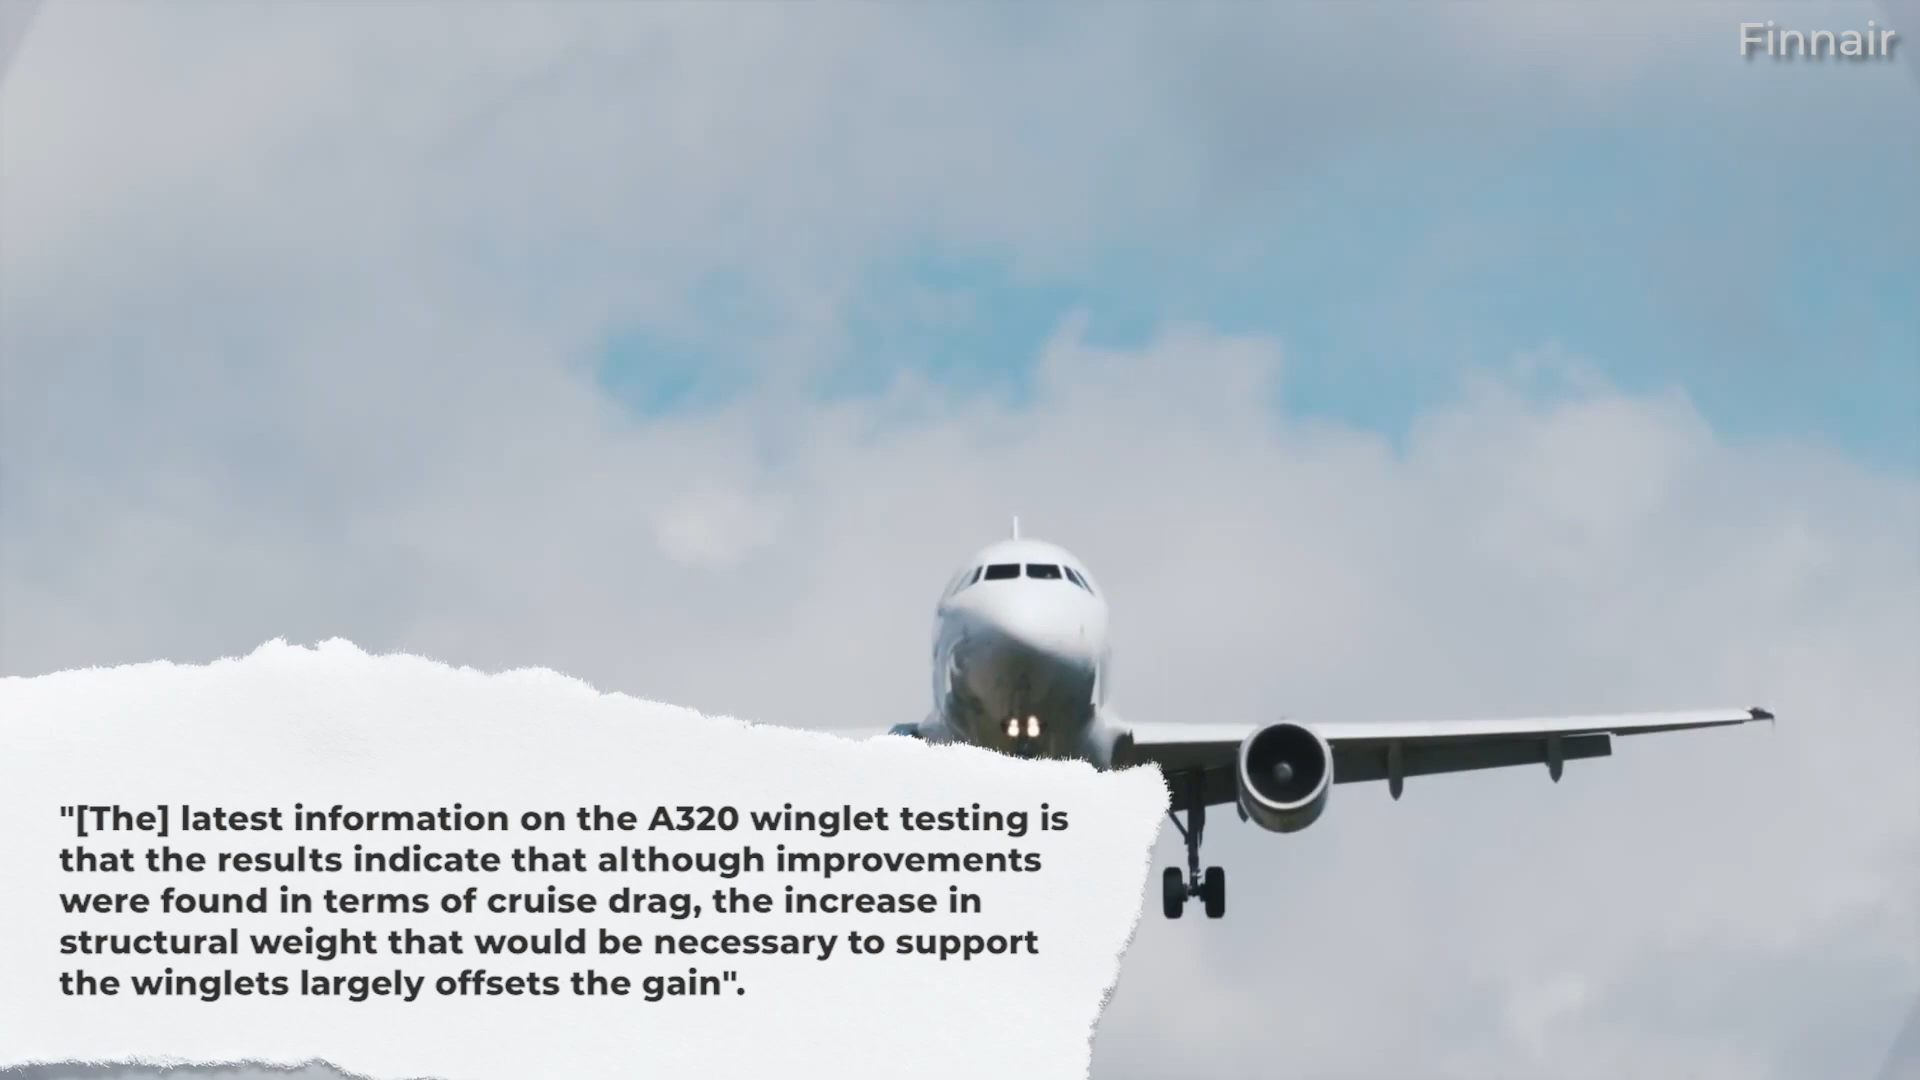 Finnair
"[The] latest information on the A320 winglet testing is
that the results indicate that although improvements
were found in terms of cruise drag, the increase in
structural weight that would be necessary to support
the winglets largely offsets the gain".